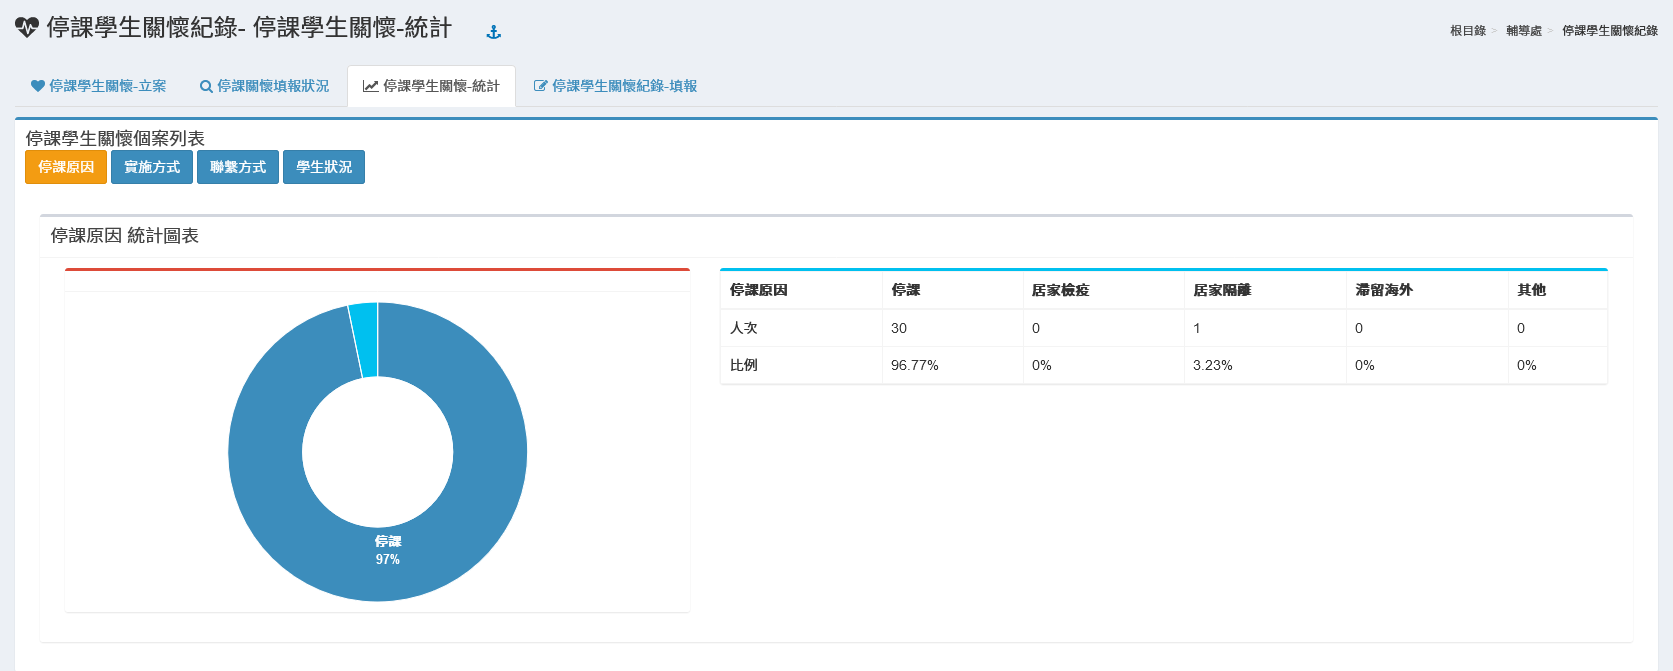 停課學生關懷紀錄- 停課學生關懷-統計
根目錄 > 輔導處 > 停課學生關懷紀錄
停課學生關懷-立案 停課關懷填報狀況 停課學生關懷-統計 停課學生關懷紀錄-填報
停課學生關懷個案列表
停課原因 實施方式 聯繫方式 學生狀況
停課原因 統計圖表
停課原因 停課 居家檢疫 居家隔離 滯留海外 其他
人次 30 0 1 0 0
比例 96.77% 0% 3.23% 0% 0%
停課
97%